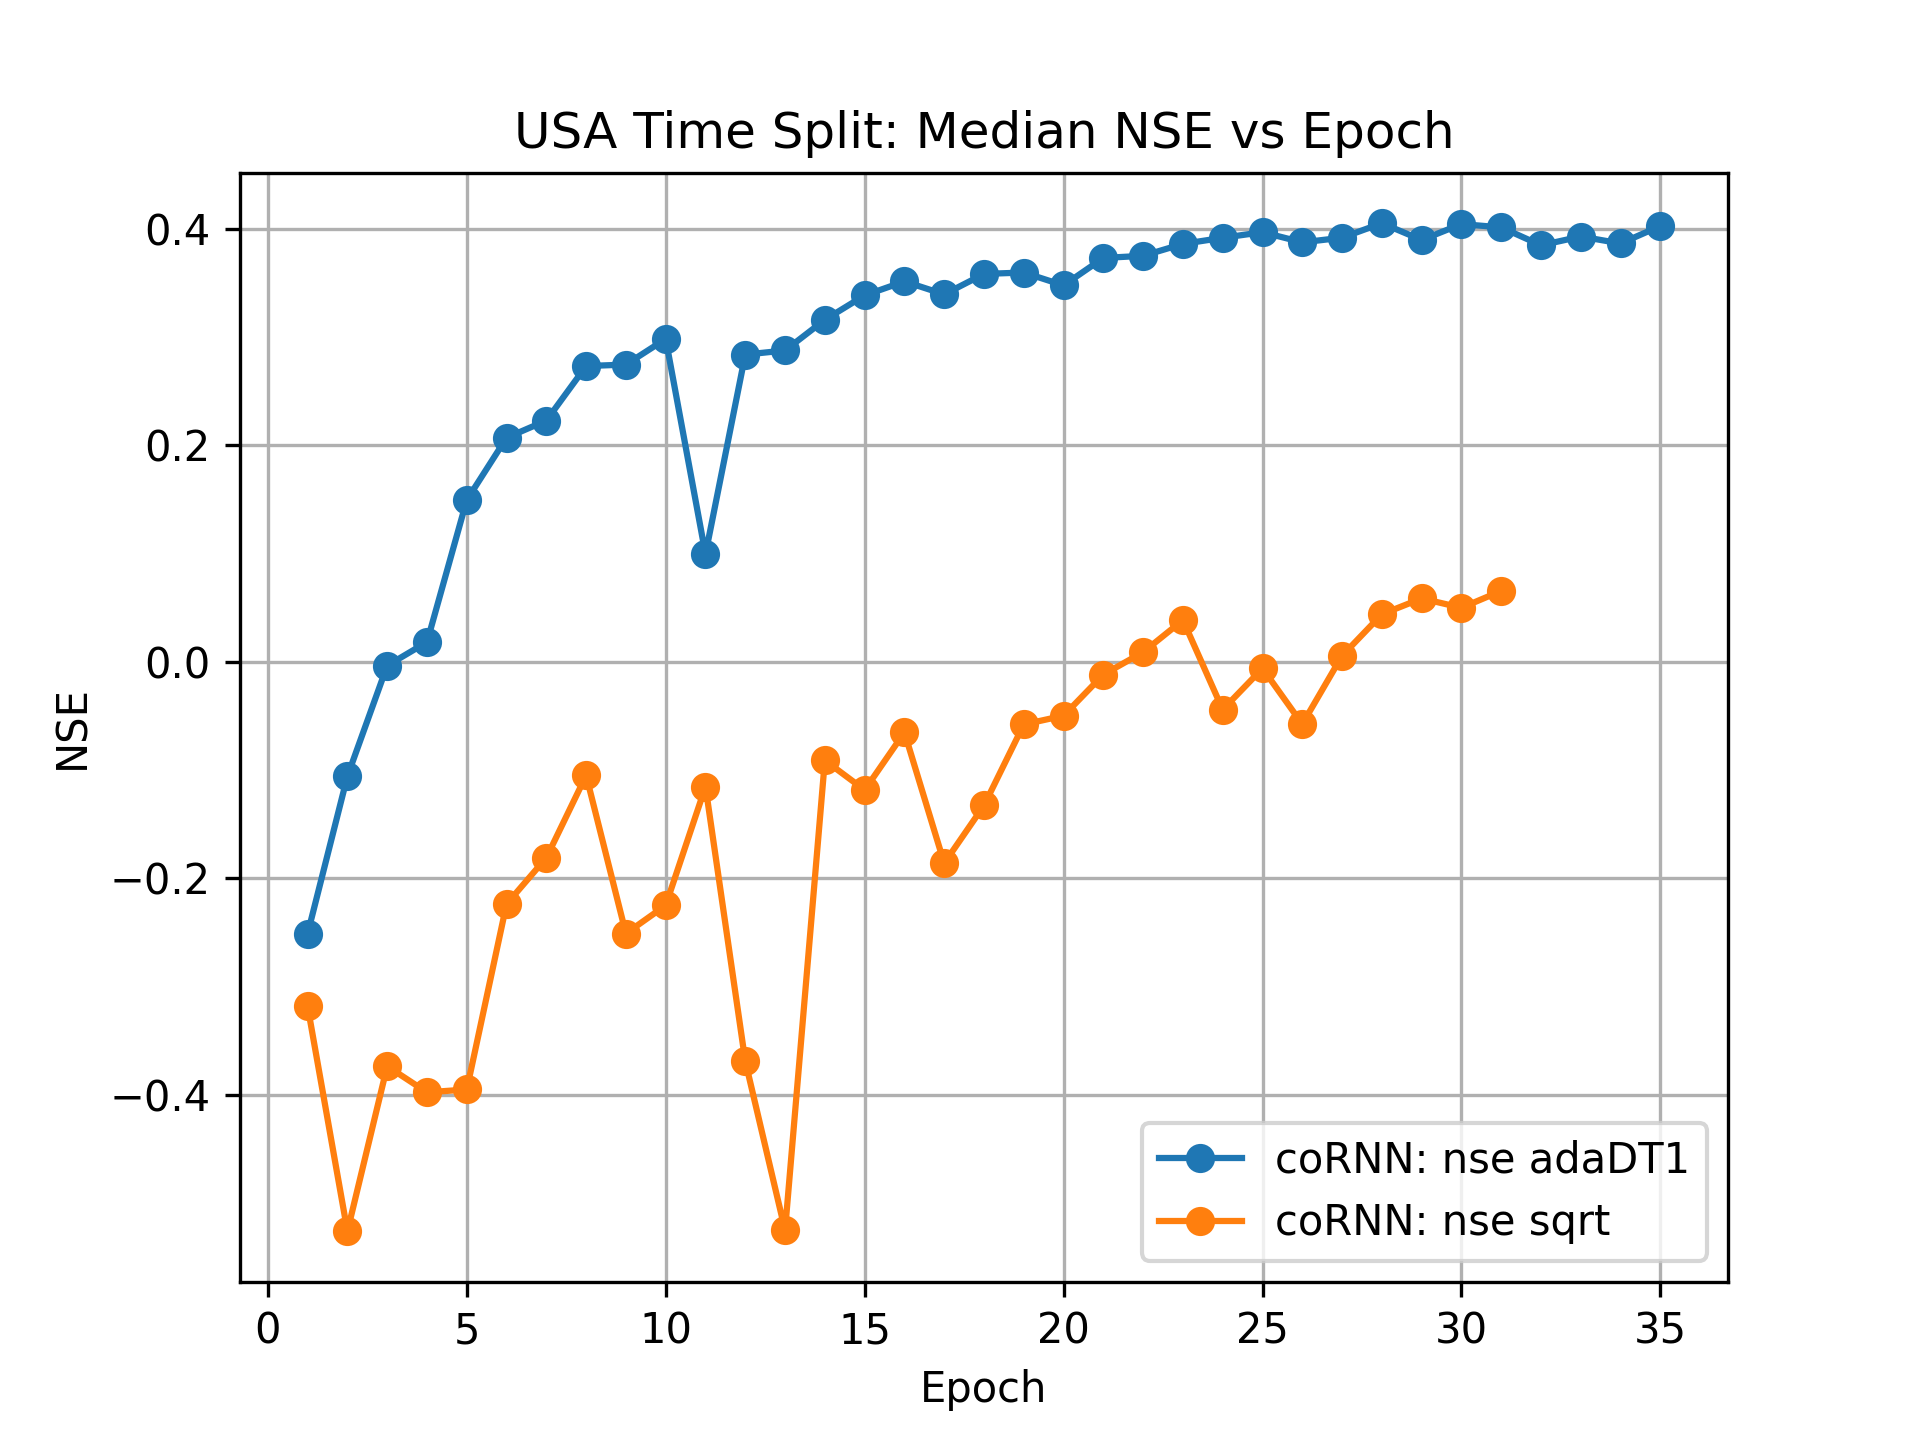 USA Time Split: Median NSE vs Epoch
NSE
0.4
0.2
0.0
−0.2
−0.4
0 5 10 15 20 25 30 35
Epoch
coRNN: nse adaDT1
coRNN: nse sqrt